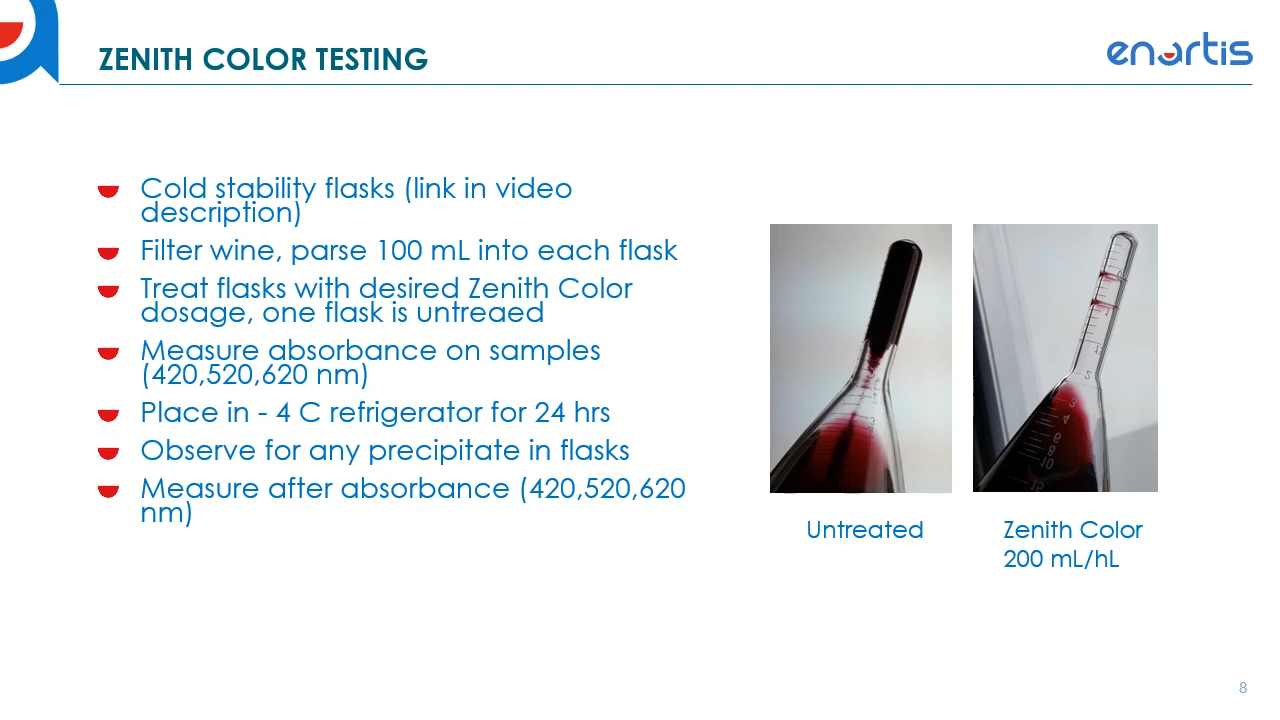 ZENITH COLOR TESTING
enartis
Cold stability flasks (link in video
description)
Filter wine, parse 100 mL into each flask
Treat flasks with desired Zenith Color
dosage, one flask is untreaed
Measure absorbance on samples
(420,520,620 nm)
Place in - 4 C refrigerator for 24 hrs
Observe for any precipitate in flasks
Measure after absorbance (420,520,620
nm)
Untreated
Zenith Color
200 mL/hL
8